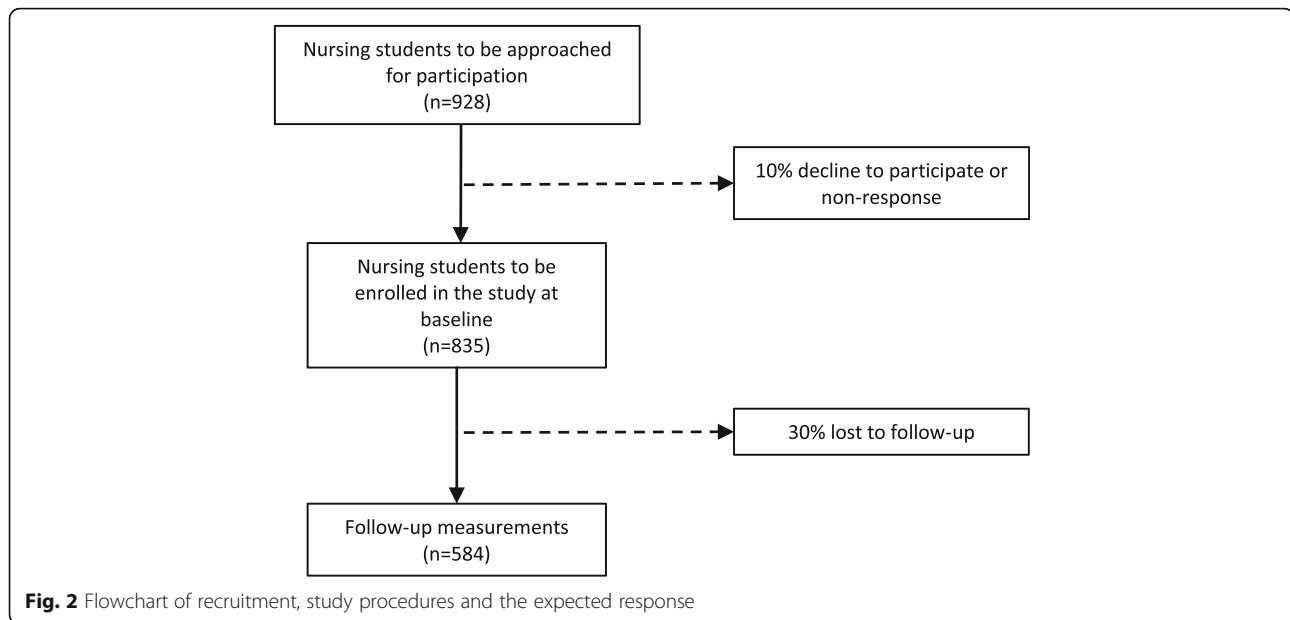 Nursing students to be approached
for participation
(n=928)
10% decline to participate or
non-response
Nursing students to be
enrolled in the study at
baseline
(n=835)
30% lost to follow-up
Follow-up measurements
(n=584)
Fig. 2 Flowchart of recruitment, study procedures and the expected response